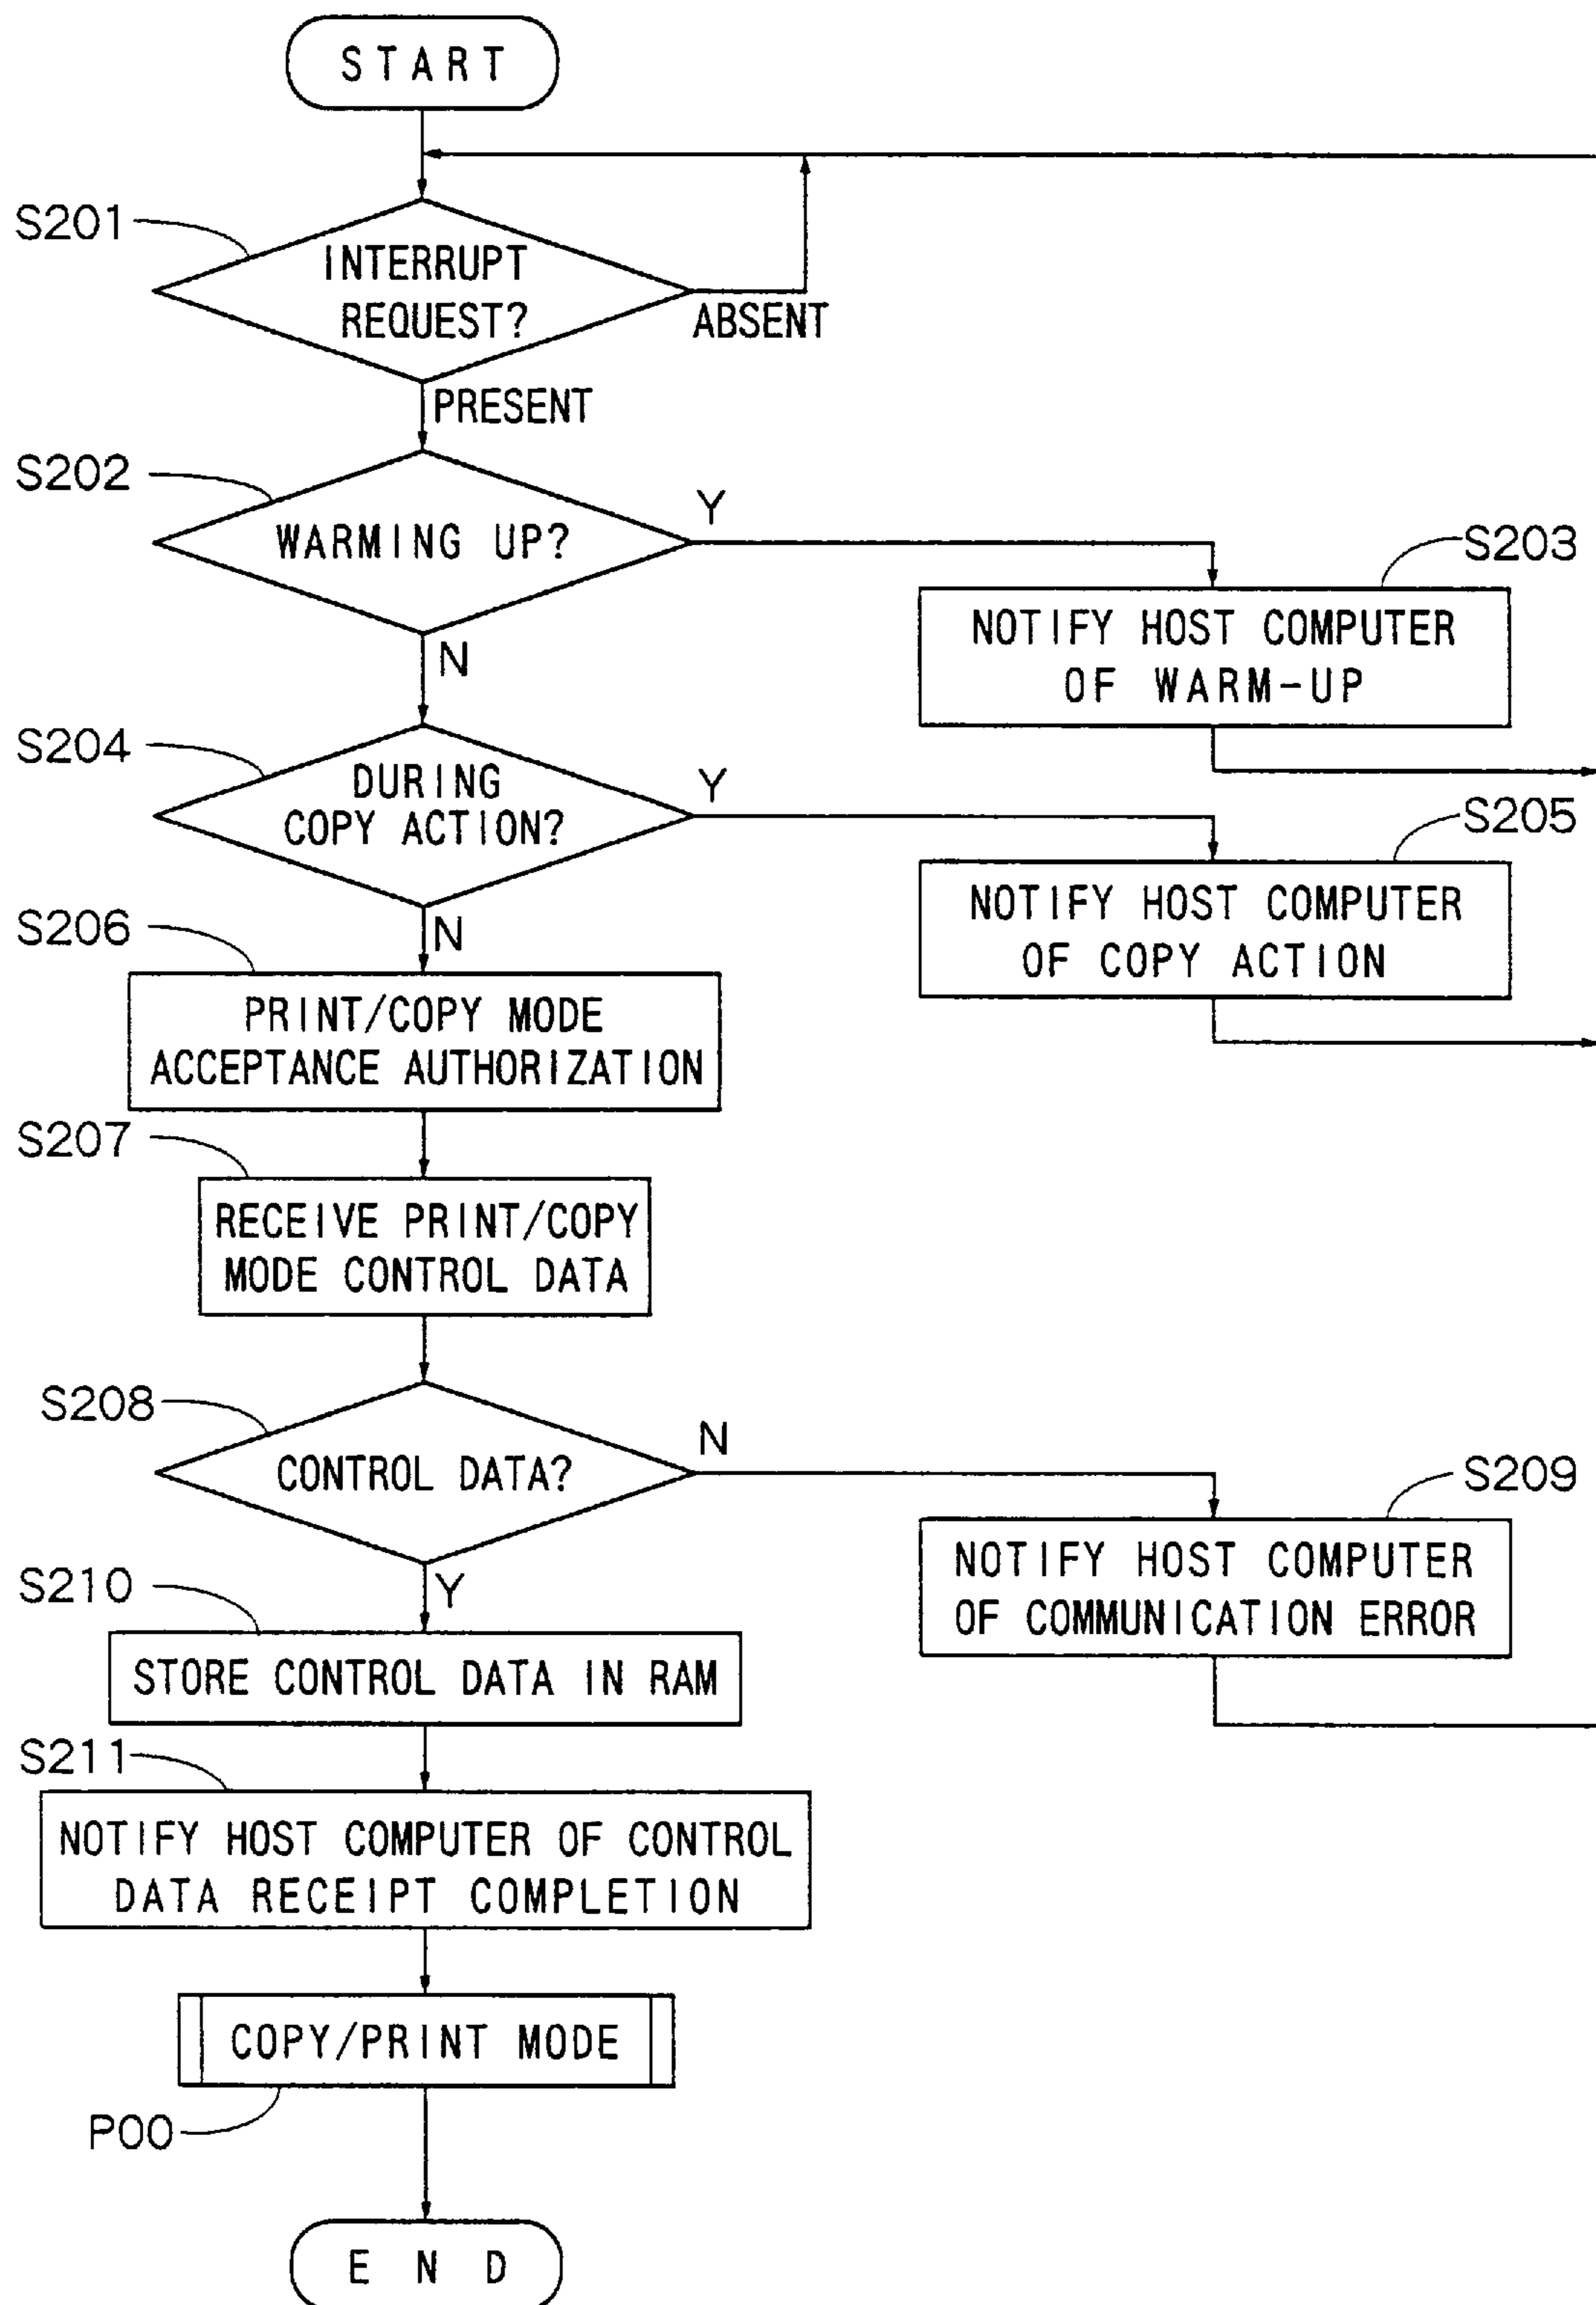 START
S201
INTERRUPT
REQUEST?
ABSENT
PRESENT
S202
WARMING UP?
Y
N
S203
NOTIFY HOST COMPUTER
OF WARM-UP
S204
DURING
COPY ACTION?
Y
N
S205
NOTIFY HOST COMPUTER
OF COPY ACTION
S206
PRINT/COPY MODE
ACCEPTANCE AUTHORIZATION
S207
RECEIVE PRINT/COPY
MODE CONTROL DATA
S208
CONTROL DATA?
N
Y
S209
NOTIFY HOST COMPUTER
OF COMMUNICATION ERROR
S210
STORE CONTROL DATA IN RAM
S211
NOTIFY HOST COMPUTER OF CONTROL
DATA RECEIPT COMPLETION
COPY/PRINT MODE
P00
END